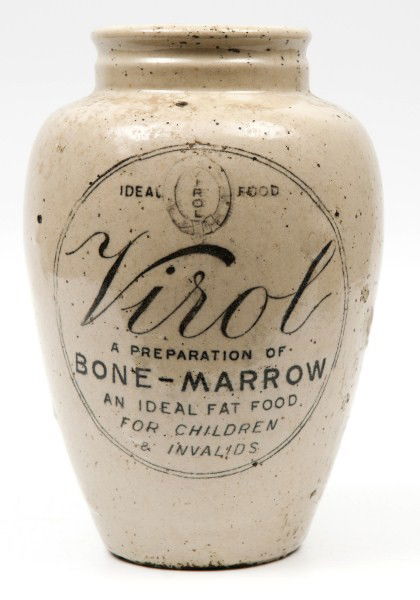 IDEAL FOOD
VIROL
Virol
A PREPARATION OF
BONE-MARROW
AN IDEAL FAT FOOD
FOR CHILDREN
& INVALIDS